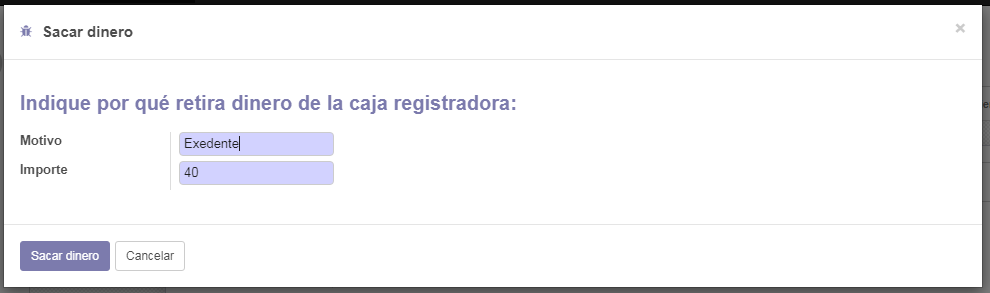 Sacar dinero
×
Indique por qué retira dinero de la caja registradora:
Motivo
Exedente
Importe
40
Sacar dinero
Cancelar